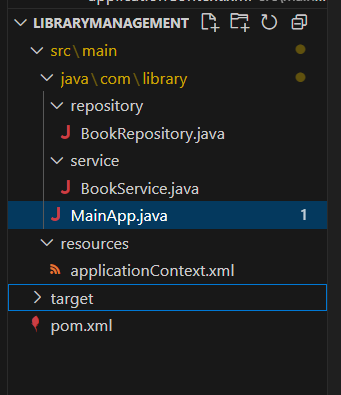 LIBRARYMANAGEMENT
src\main
java\com\library
repository
BookRepository.java
service
BookService.java
MainApp.java 1
resources
applicationContext.xml
target
pom.xml